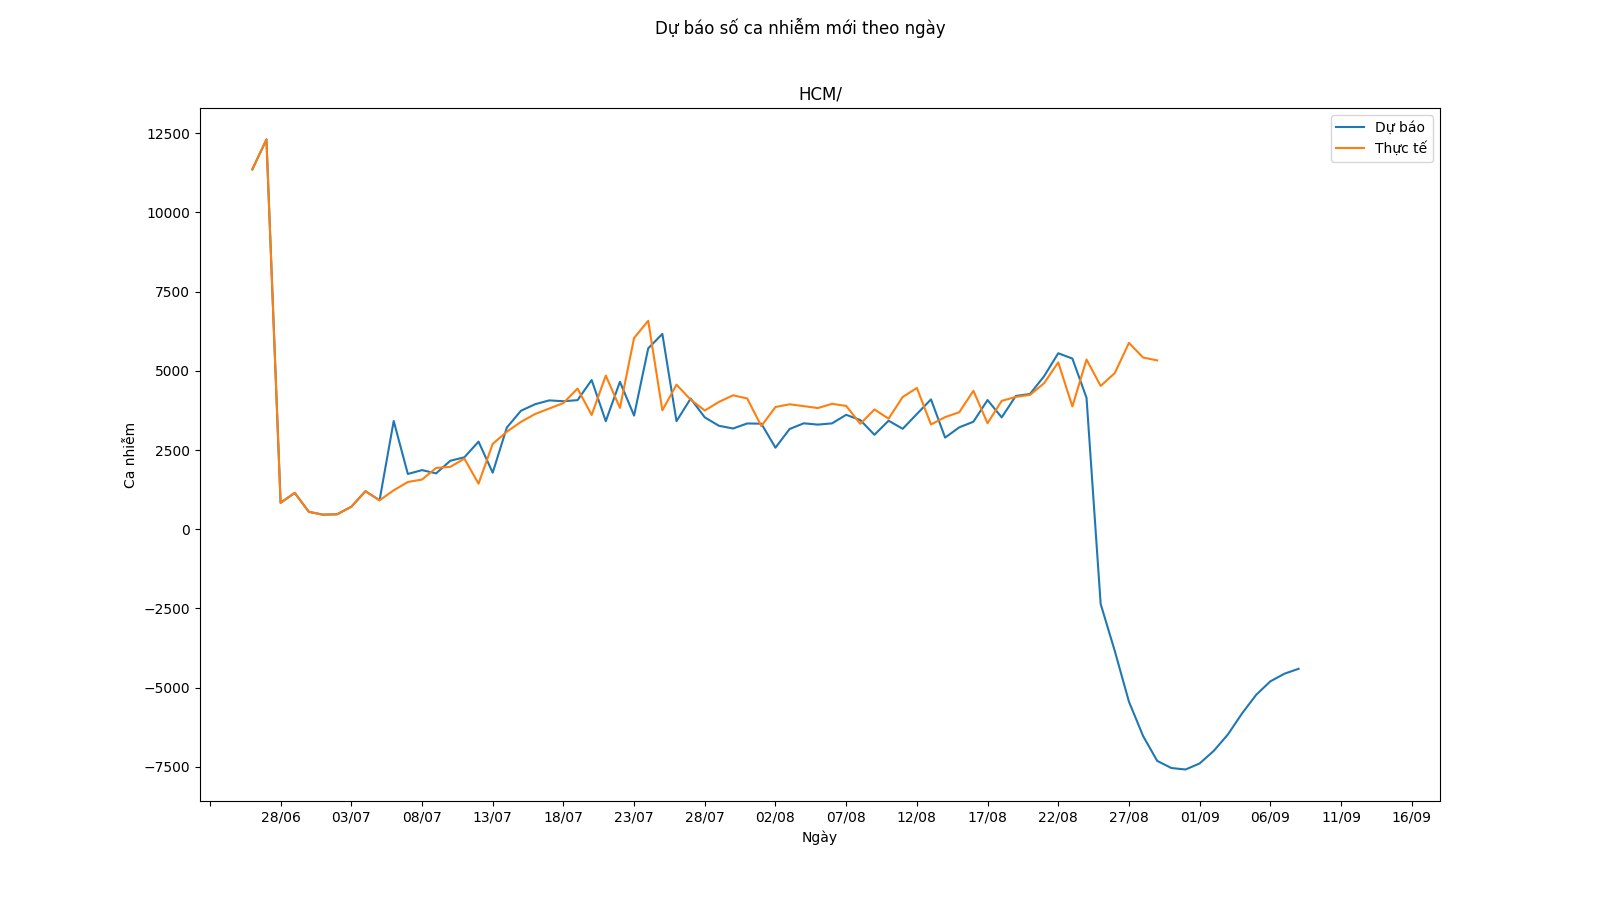 Dự báo số ca nhiễm mới theo ngày
HCM/
Dự báo
Thực tế
12500
10000
7500
5000
2500
0
−2500
−5000
−7500
Ca nhiễm
28/06 03/07 08/07 13/07 18/07 23/07 28/07 02/08 07/08 12/08 17/08 22/08 27/08 01/09 06/09 11/09 16/09
Ngày